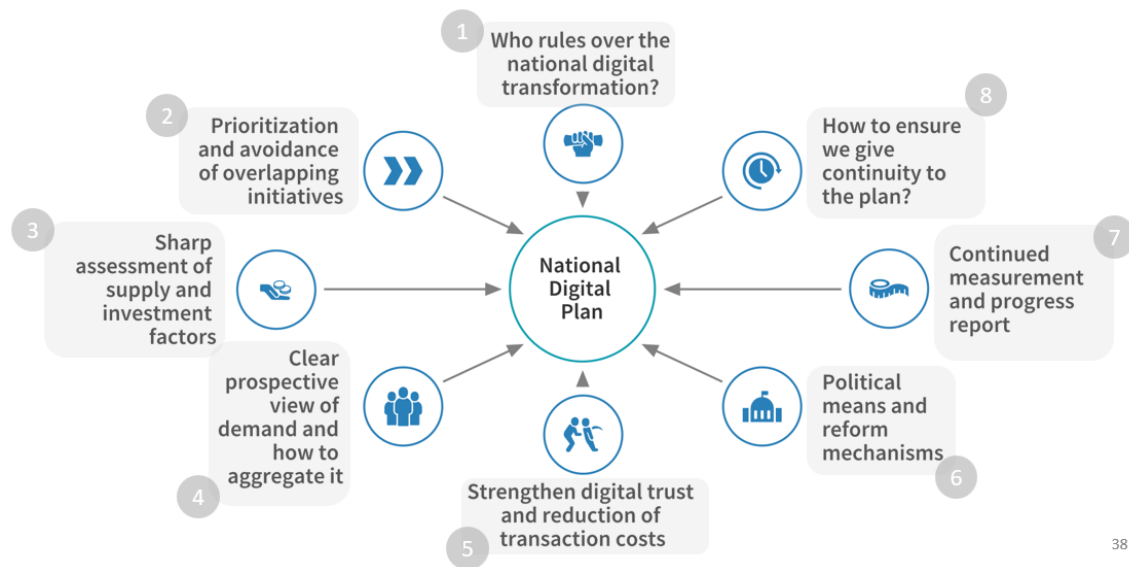 1
Who rules over the
national digital
transformation?
2
Prioritization
and avoidance
of overlapping
initiatives
3
Sharp
assessment of
supply and
investment
factors
4
Clear
prospective
view of
demand and
how to
aggregate it
5
Strengthen digital trust
and reduction of
transaction costs
6
Political
means and
reform
mechanisms
7
Continued
measurement
and progress
report
8
How to ensure
we give
continuity to
the plan?
National
Digital
Plan
38